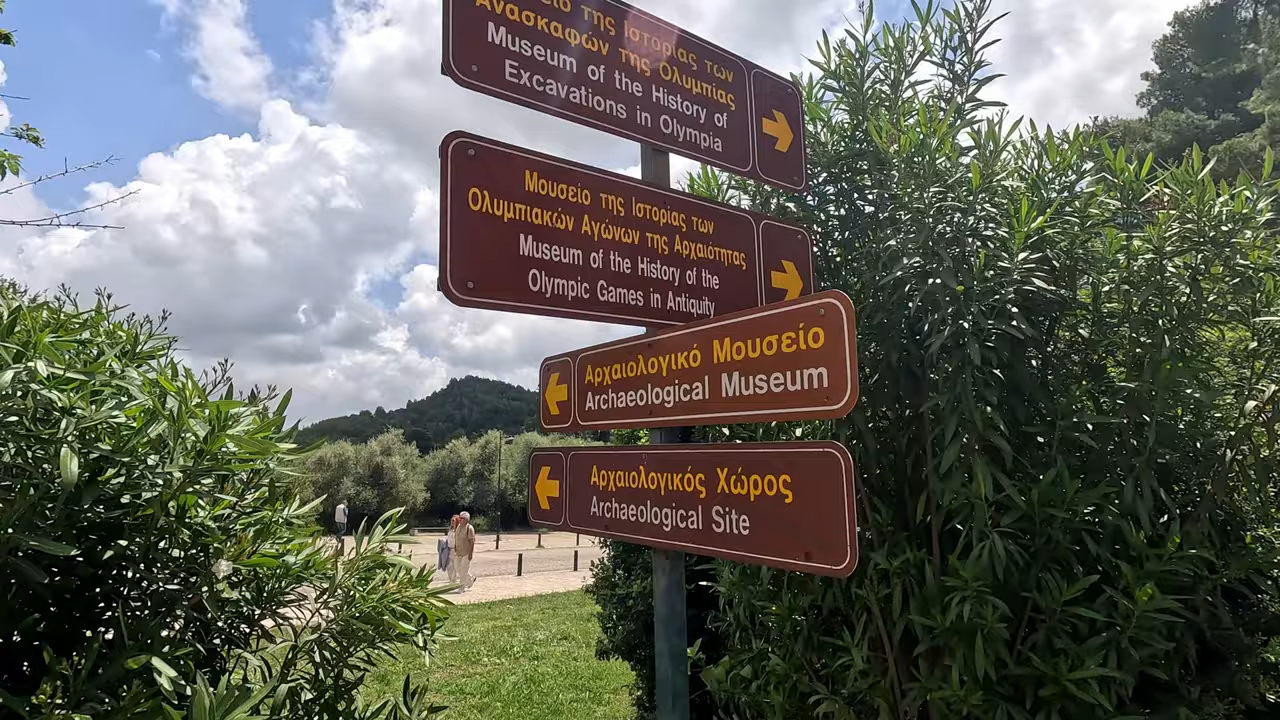 της Ιστορίας των
Ανασκαφών της Ολυμπίας
Museum of the History of
Excavations in Olympia
Μουσείο της Ιστορίας των
Ολυμπιακών Αγώνων της Αρχαιότητας
Museum of the History of the
Olympic Games in Antiquity
Αρχαιολογικό Μουσείο
Archaeological Museum
Αρχαιολογικός Χώρος
Archaeological Site